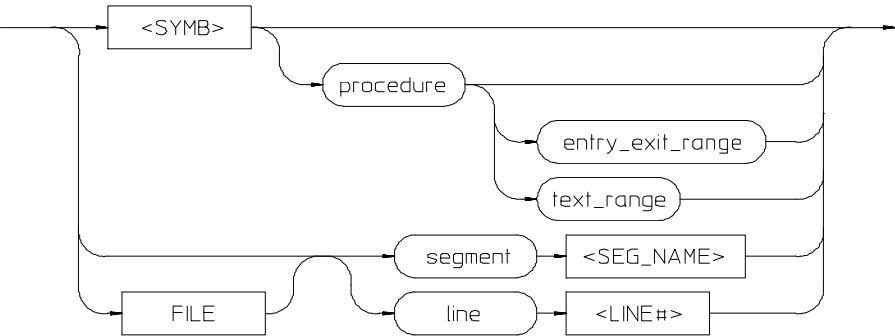 <SYMB>
procedure
entry_exit_range
text_range
segment <SEG_NAME>
FILE line <LINE#>